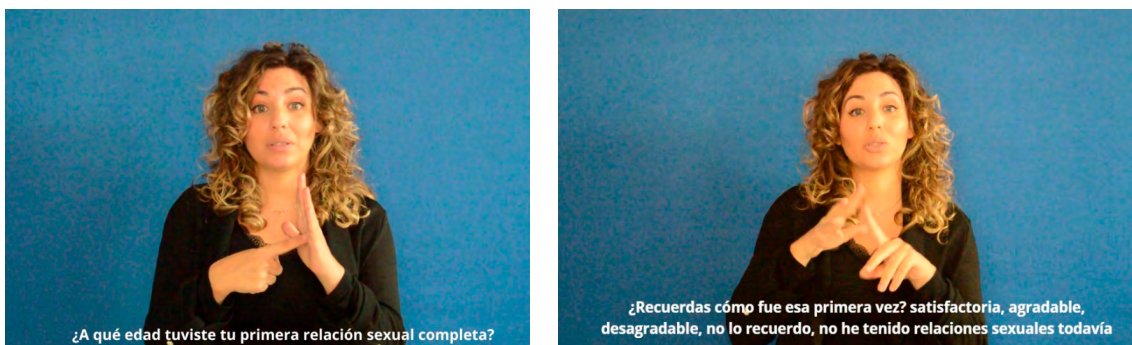 ¿A qué edad tuviste tu primera relación sexual completa?
¿Recuerdas cómo fue esa primera vez? satisfactoria, agradable,
desagradable, no lo recuerdo, no he tenido relaciones sexuales todavía